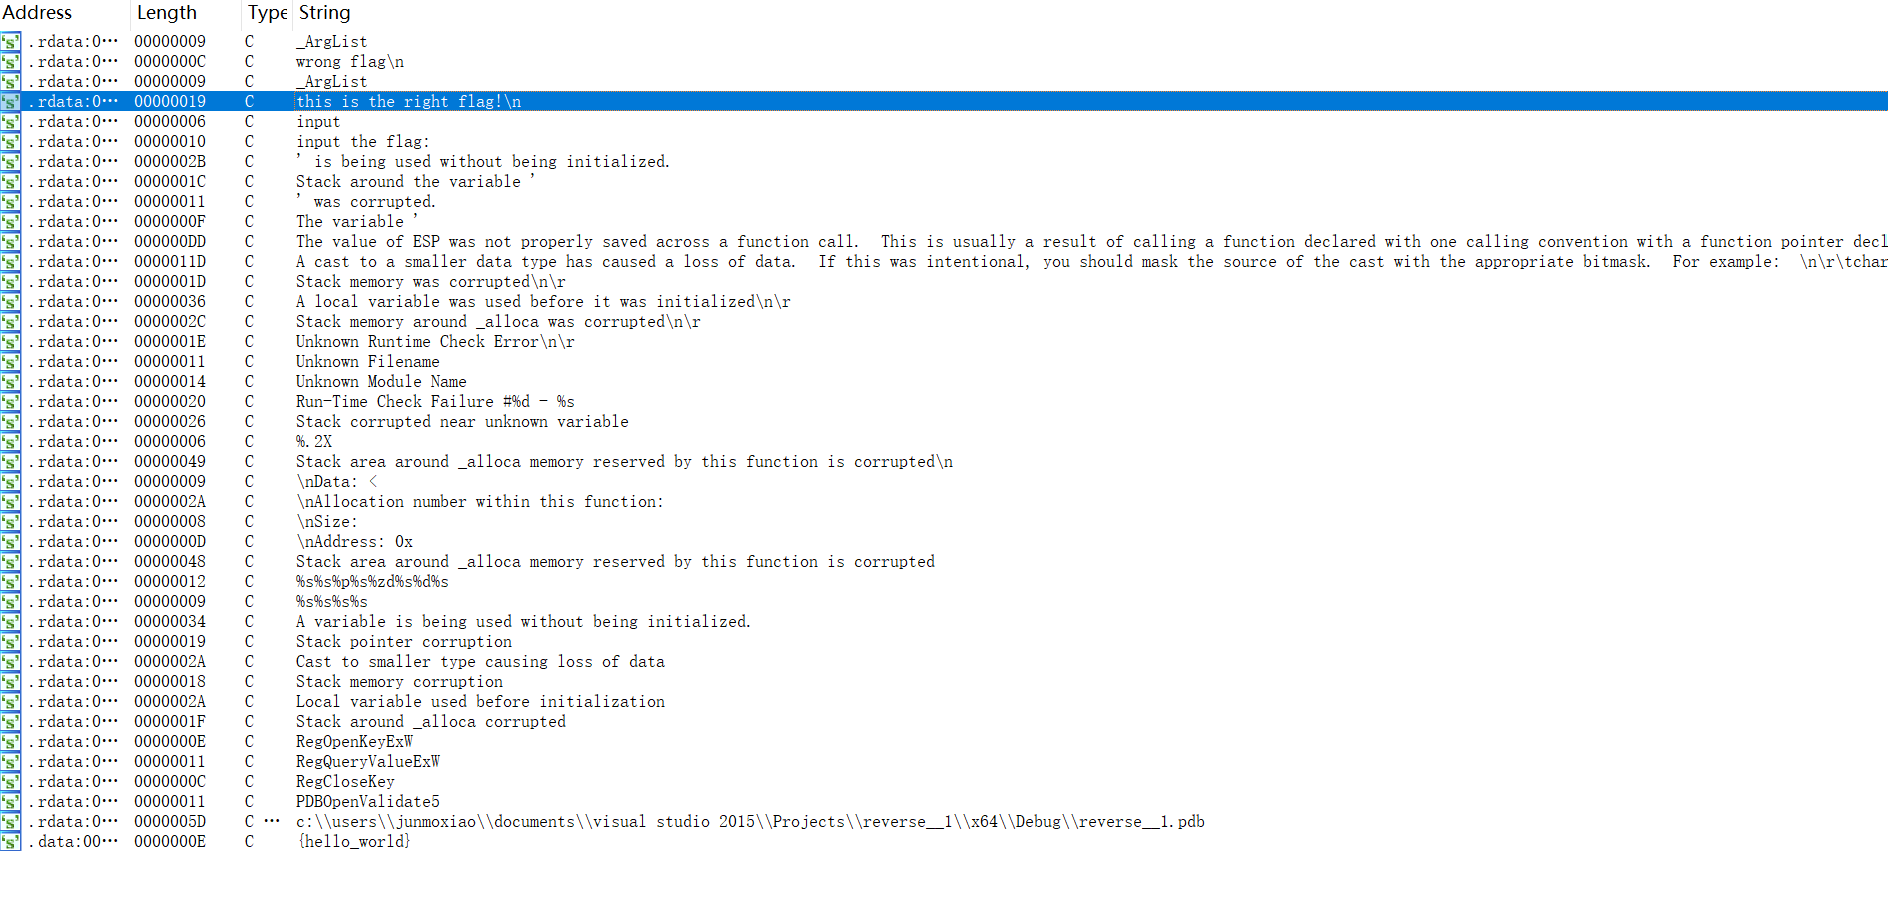 Address Length Type String
.rdata:0… 00000009 C _ArgList
.rdata:0… 0000000C C wrong flag\n
.rdata:0… 00000009 C _ArgList
.rdata:0… 00000019 C this is the right flag!\n
.rdata:0… 00000006 C input
.rdata:0… 00000010 C input the flag:
.rdata:0… 0000002B C ' is being used without being initialized.
.rdata:0… 0000001C C Stack around the variable '
.rdata:0… 00000011 C ' was corrupted.
.rdata:0… 0000000F C The variable '
.rdata:0… 000000DD C The value of ESP was not properly saved across a function call.  This is usually a result of calling a function declared with one calling convention with a function pointer decl
.rdata:0… 0000011D C A cast to a smaller data type has caused a loss of data.  If this was intentional, you should mask the source of the cast with the appropriate bitmask.  For example:  \n\r\tchar
.rdata:0… 0000001D C Stack memory was corrupted\n\r
.rdata:0… 00000036 C A local variable was used before it was initialized\n\r
.rdata:0… 0000002C C Stack memory around _alloca was corrupted\n\r
.rdata:0… 0000001E C Unknown Runtime Check Error\n\r
.rdata:0… 00000011 C Unknown Filename
.rdata:0… 00000014 C Unknown Module Name
.rdata:0… 00000020 C Run-Time Check Failure #%d - %s
.rdata:0… 00000026 C Stack corrupted near unknown variable
.rdata:0… 00000006 C %.2X
.rdata:0… 00000049 C Stack area around _alloca memory reserved by this function is corrupted\n
.rdata:0… 00000009 C \nData: <
.rdata:0… 0000002A C \nAllocation number within this function:
.rdata:0… 00000008 C \nSize:
.rdata:0… 0000000D C \nAddress: 0x
.rdata:0… 00000048 C Stack area around _alloca memory reserved by this function is corrupted
.rdata:0… 00000012 C %s%s%p%s%zd%s%d%s
.rdata:0… 00000009 C %s%s%s%s
.rdata:0… 00000034 C A variable is being used without being initialized.
.rdata:0… 00000019 C Stack pointer corruption
.rdata:0… 0000002A C Cast to smaller type causing loss of data
.rdata:0… 00000018 C Stack memory corruption
.rdata:0… 0000002A C Local variable used before initialization
.rdata:0… 0000001F C Stack around _alloca corrupted
.rdata:0… 0000000E C RegOpenKeyExW
.rdata:0… 00000011 C RegQueryValueExW
.rdata:0… 0000000C C RegCloseKey
.rdata:0… 00000011 C PDBOpenValidate5
.rdata:0… 0000005D C … c:\\users\\junmoxiao\\documents\\visual studio 2015\\Projects\\reverse__1\\x64\\Debug\\reverse__1.pdb
.data:00… 0000000E C {hello_world}